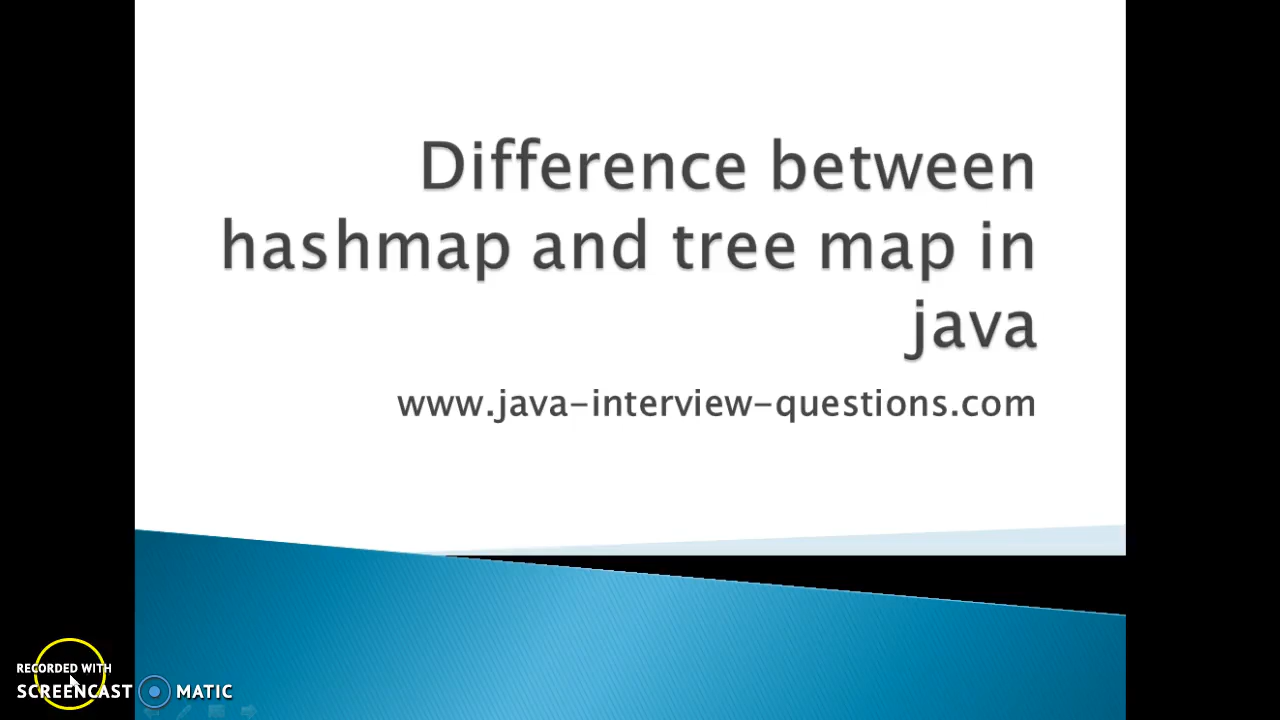 Difference between
hashmap and tree map in
java
www.java-interview-questions.com
RECORDED WITH
SCREENCAST MATIC